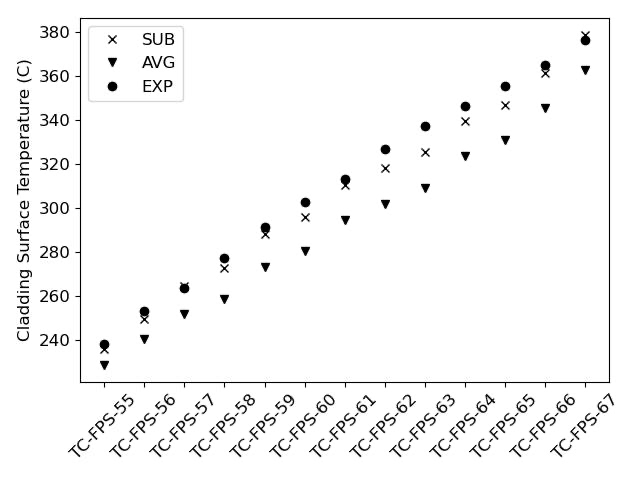 SUB
AVG
EXP
Cladding Surface Temperature (C)
380
360
340
320
300
280
260
240
TC-FPS-55
TC-FPS-56
TC-FPS-57
TC-FPS-58
TC-FPS-59
TC-FPS-60
TC-FPS-61
TC-FPS-62
TC-FPS-63
TC-FPS-64
TC-FPS-65
TC-FPS-66
TC-FPS-67